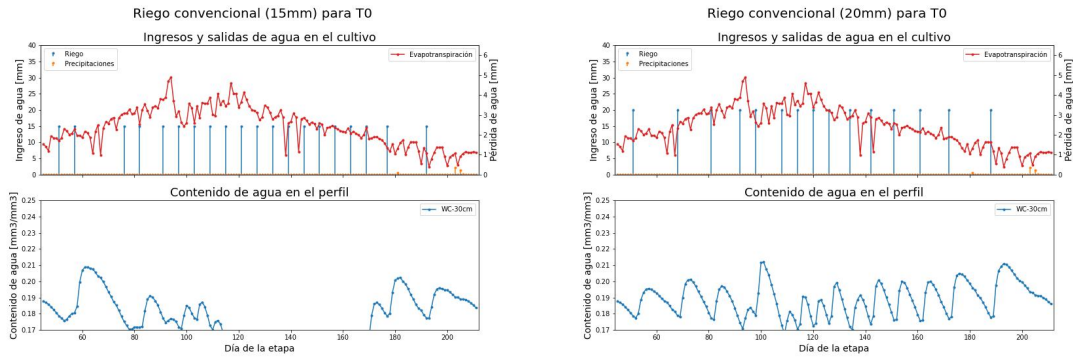 Riego convencional (15mm) para T0
Ingresos y salidas de agua en el cultivo
Ingreso de agua [mm]
40
35
30
25
20
15
10
5
0
Riego
Precipitaciones
Evapotranspiración
6
5
4
3
2
1
0
Pérdida de agua [mm]
Contenido de agua en el perfil
Contenido de agua [mm3/mm3]
0.25
0.24
0.23
0.22
0.21
0.20
0.19
0.18
0.17
WC-30cm
60 80 100 120 140 160 180 200
Día de la etapa
Riego convencional (20mm) para T0
Ingresos y salidas de agua en el cultivo
Ingreso de agua [mm]
40
35
30
25
20
15
10
5
0
Riego
Precipitaciones
Evapotranspiración
6
5
4
3
2
1
0
Pérdida de agua [mm]
Contenido de agua en el perfil
Contenido de agua [mm3/mm3]
0.25
0.24
0.23
0.22
0.21
0.20
0.19
0.18
0.17
WC-30cm
60 80 100 120 140 160 180 200
Día de la etapa